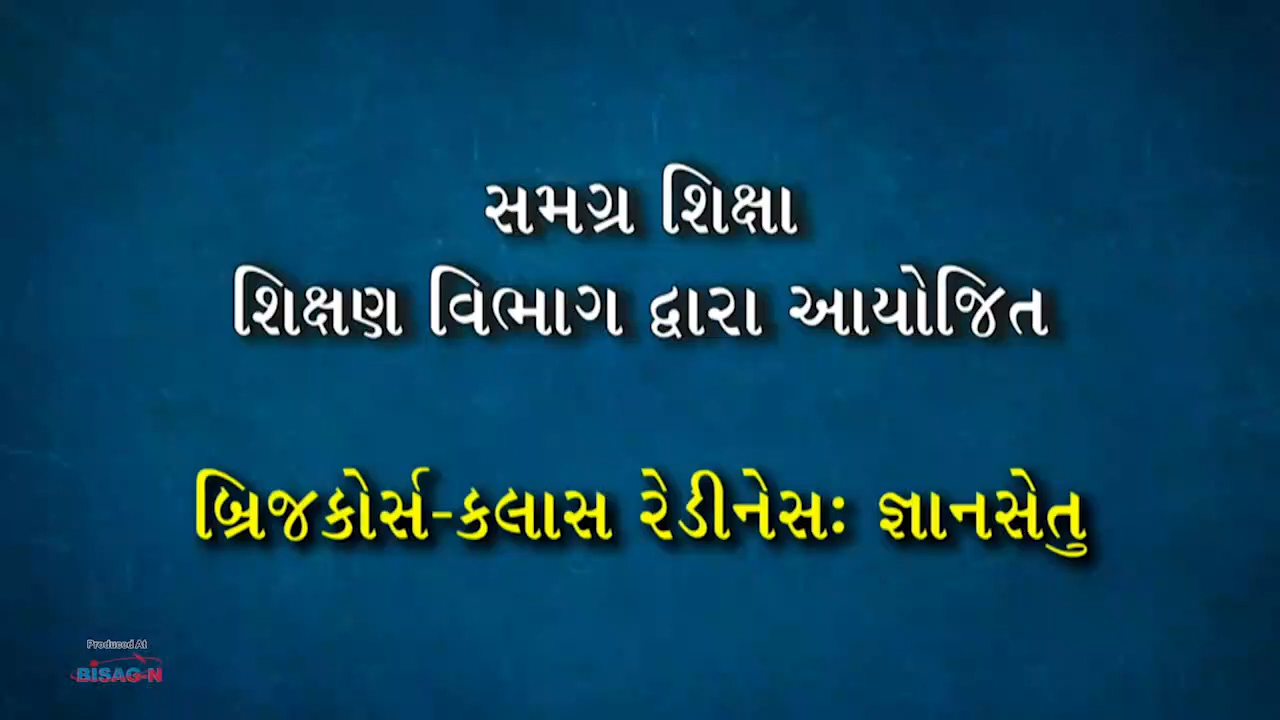 સમગ્ર શિક્ષા
શિક્ષણ વિભાગ દ્વારા આયોજિત
બ્રિજકોર્સ-કલાસ રેડીનેસઃ જ્ઞાનસેતુ
Produced At
BISAG-N